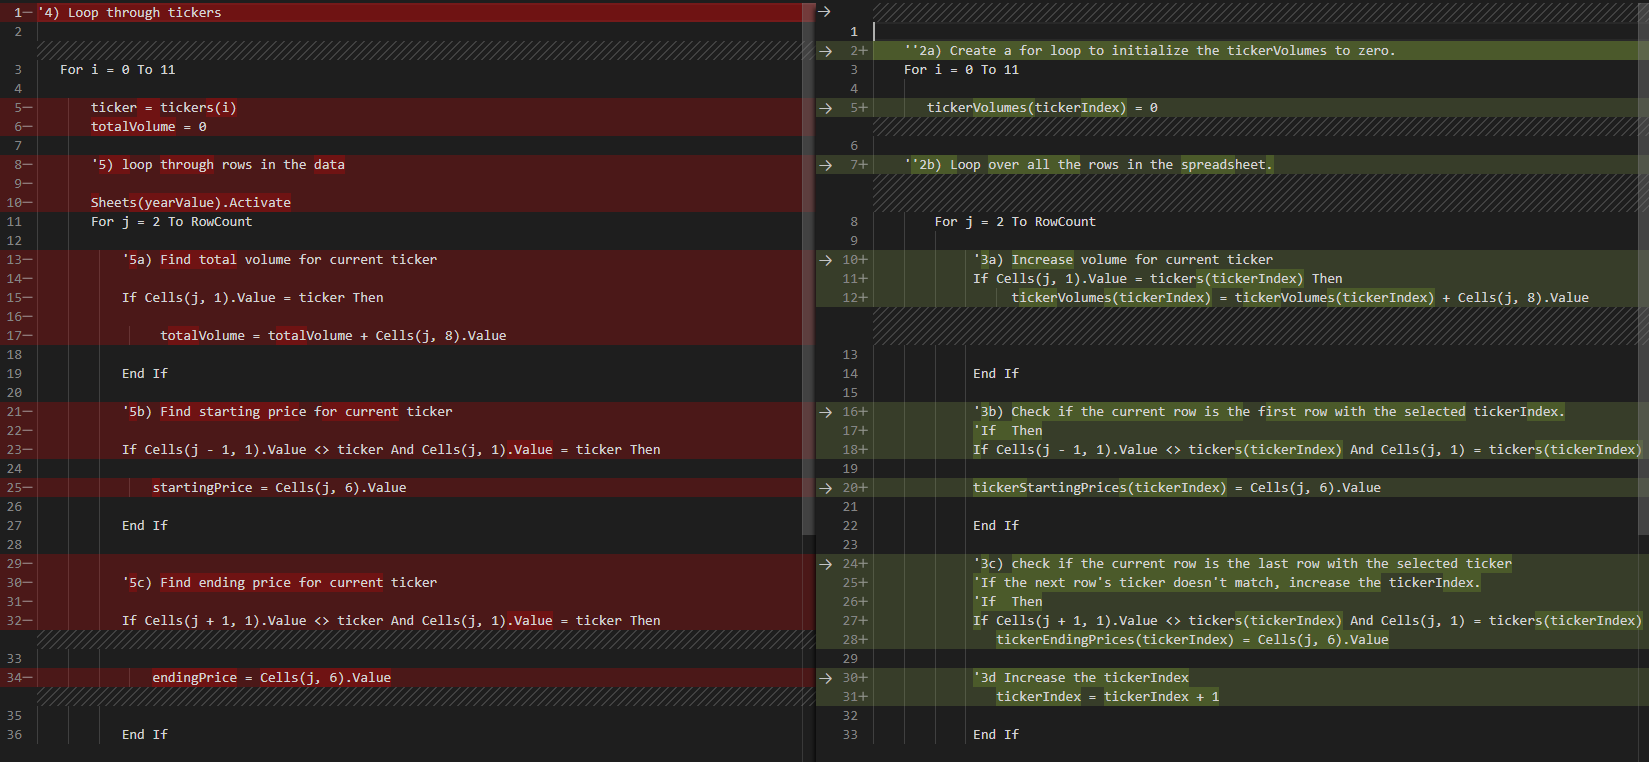 1— '4) Loop through tickers
2
3 For i = 0 To 11
4
5— ticker = tickers(i)
6— totalVolume = 0
7
8— '5) loop through rows in the data
9—
10— Sheets(yearValue).Activate
11 For j = 2 To RowCount
12
13— '5a) Find total volume for current ticker
14—
15— If Cells(j, 1).Value = ticker Then
16—
17— totalVolume = totalVolume + Cells(j, 8).Value
18
19 End If
20
21— '5b) Find starting price for current ticker
22—
23— If Cells(j - 1, 1).Value <> ticker And Cells(j, 1).Value = ticker Then
24
25— startingPrice = Cells(j, 6).Value
26
27 End If
28
29—
30— '5c) Find ending price for current ticker
31—
32— If Cells(j + 1, 1).Value <> ticker And Cells(j, 1).Value = ticker Then
33
34— endingPrice = Cells(j, 6).Value
35
36 End If
→
1
→ 2+ ''2a) Create a for loop to initialize the tickerVolumes to zero.
3 For i = 0 To 11
4
→ 5+ tickerVolumes(tickerIndex) = 0
6
→ 7+ ''2b) Loop over all the rows in the spreadsheet.
8 For j = 2 To RowCount
9
→ 10+ '3a) Increase volume for current ticker
11+ If Cells(j, 1).Value = tickers(tickerIndex) Then
12+ tickerVolumes(tickerIndex) = tickerVolumes(tickerIndex) + Cells(j, 8).Value
13
14 End If
15
→ 16+ '3b) Check if the current row is the first row with the selected tickerIndex.
17+ 'If  Then
18+ If Cells(j - 1, 1).Value <> tickers(tickerIndex) And Cells(j, 1) = tickers(tickerIndex)
19
→ 20+ tickerStartingPrices(tickerIndex) = Cells(j, 6).Value
21
22 End If
23
→ 24+ '3c) check if the current row is the last row with the selected ticker
25+ 'If the next row's ticker doesn't match, increase the tickerIndex.
26+ 'If  Then
27+ If Cells(j + 1, 1).Value <> tickers(tickerIndex) And Cells(j, 1) = tickers(tickerIndex)
28+ tickerEndingPrices(tickerIndex) = Cells(j, 6).Value
29
→ 30+ '3d Increase the tickerIndex
31+ tickerIndex = tickerIndex + 1
32
33 End If